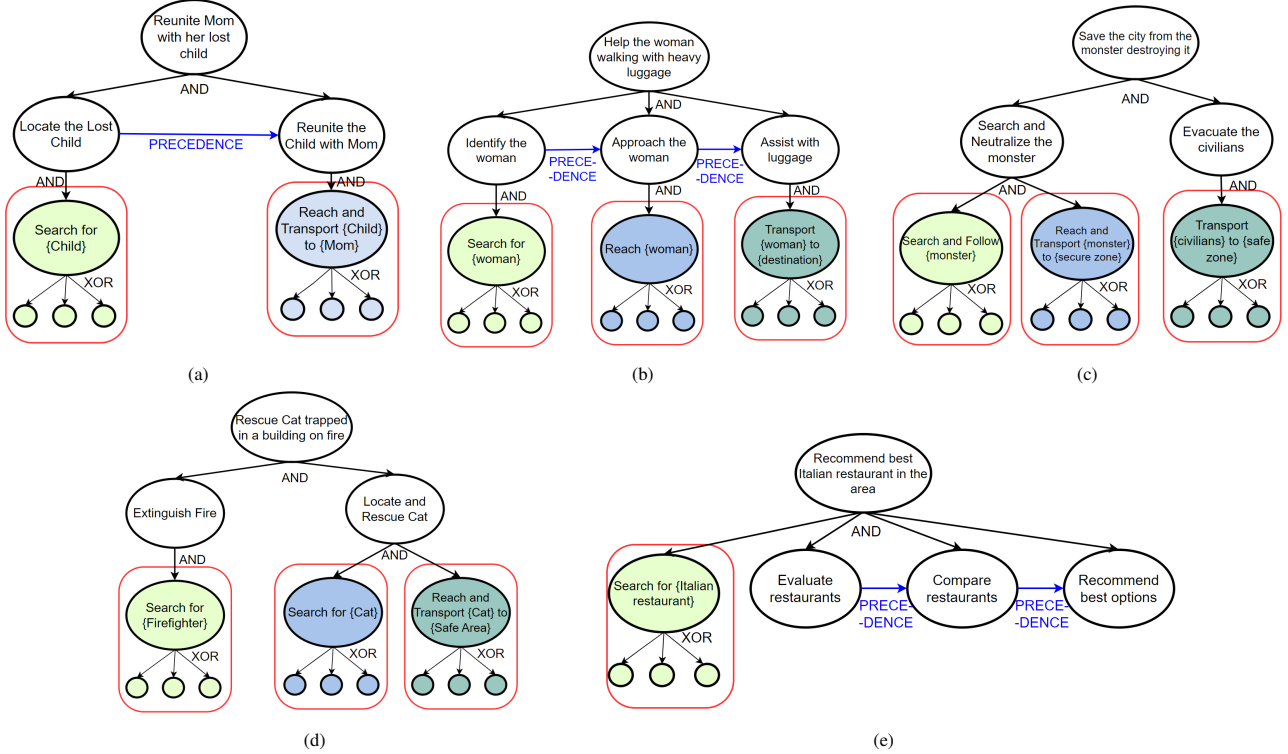 Reunite Mom
with her lost
child
AND
Locate the Lost
Child
PRECEDENCE
Reunite the
Child with Mom
AND
AND
Search for
{Child}
XOR
Reach and
Transport {Child}
to {Mom}
XOR
(a)
Help the woman
walking with heavy
luggage
AND
Identify the
woman
PRECE-
-DENCE
Approach the
woman
PRECE-
-DENCE
Assist with
luggage
AND
AND
AND
Search for
{woman}
XOR
Reach {woman}
XOR
Transport
{woman} to
{destination}
XOR
(b)
Save the city from the
monster destroying it
AND
Search and
Neutralize the
monster
Evacuate the
civilians
AND
AND
Search and Follow
{monster}
XOR
Reach and
Transport {monster}
to {secure zone}
XOR
Transport
{civilians} to {safe
zone}
XOR
(c)
Rescue Cat trapped
in a building on fire
AND
Extinguish Fire
Locate and
Rescue Cat
AND
AND
Search for
{Firefighter}
XOR
Search for {Cat}
XOR
Reach and
Transport {Cat} to
{Safe Area}
XOR
(d)
Recommend best
Italian restaurant in the
area
AND
Search for {Italian
restaurant}
XOR
Evaluate
restaurants
PRECE-
-DENCE
Compare
restaurants
PRECE-
-DENCE
Recommend
best options
(e)